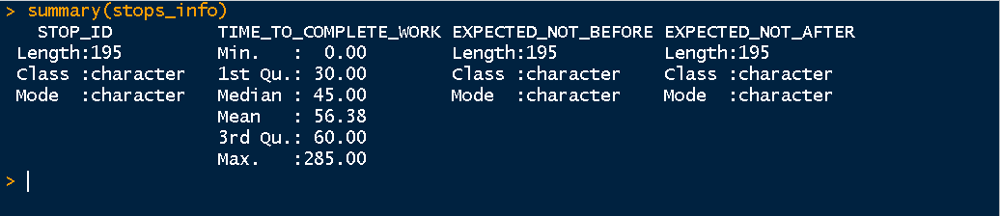 > summary(stops_info)
STOP_ID TIME_TO_COMPLETE_WORK EXPECTED_NOT_BEFORE EXPECTED_NOT_AFTER
Length:195 Min. : 0.00 Length:195 Length:195
Class :character 1st Qu.: 30.00 Class :character Class :character
Mode :character Median : 45.00 Mode :character Mode :character
Mean : 56.38
3rd Qu.: 60.00
Max. :285.00
>